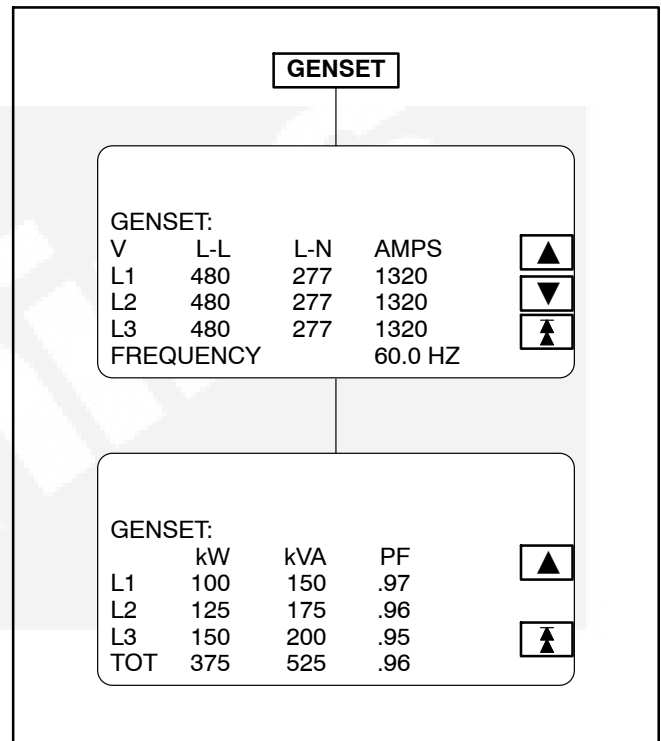 GENSET
GENSET:
V L-L L-N AMPS
L1 480 277 1320
L2 480 277 1320
L3 480 277 1320
FREQUENCY 60.0 HZ
GENSET:
kW kVA PF
L1 100 150 .97
L2 125 175 .96
L3 150 200 .95
TOT 375 525 .96